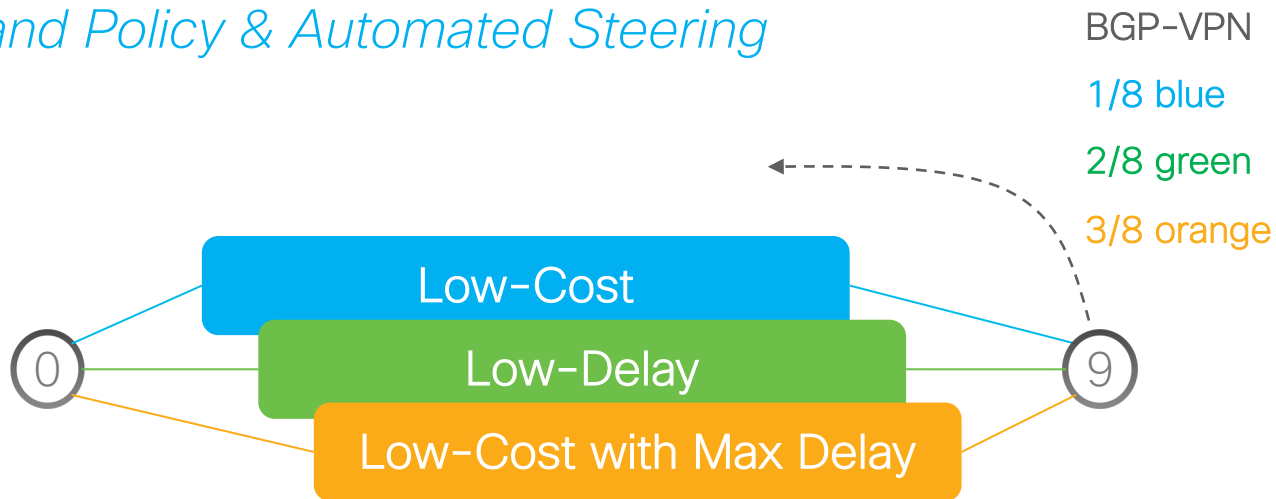 and Policy & Automated Steering
BGP-VPN
1/8 blue
2/8 green
3/8 orange
Low-Cost
0
Low-Delay
9
Low-Cost with Max Delay